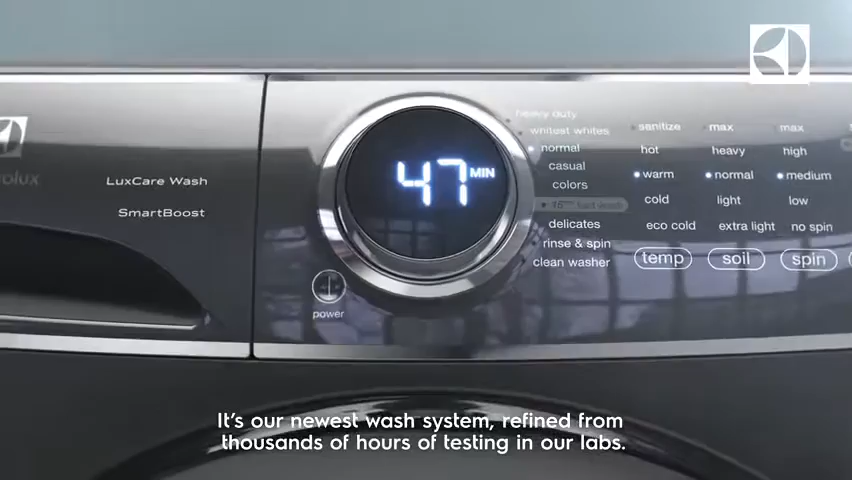 LuxCare Wash
SmartBoost
47 MIN
power
heavy duty
whitest whites
normal
casual
colors
fast wash
delicates
rinse & spin
clean washer
sanitize
hot
warm
cold
eco cold
temp
max
heavy
normal
light
extra light
soil
max
high
medium
low
no spin
spin
It's our newest wash system, refined from
thousands of hours of testing in our labs.